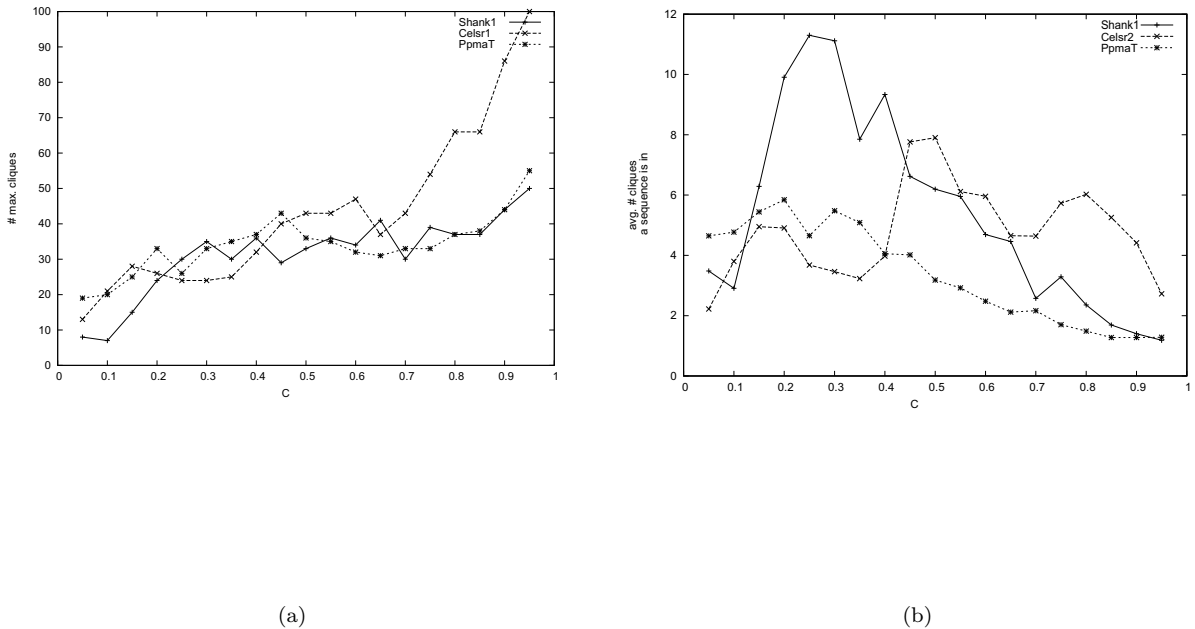 100
90
80
70
60
50
40
30
20
10
0
# max. cliques
0 0.1 0.2 0.3 0.4 0.5 0.6 0.7 0.8 0.9 1
C
Shank1
Celsr1
PpmaT
12
10
8
6
4
2
0
avg. # cliques
a sequence is in
0 0.1 0.2 0.3 0.4 0.5 0.6 0.7 0.8 0.9 1
C
Shank1
Celsr2
PpmaT
(a)
(b)